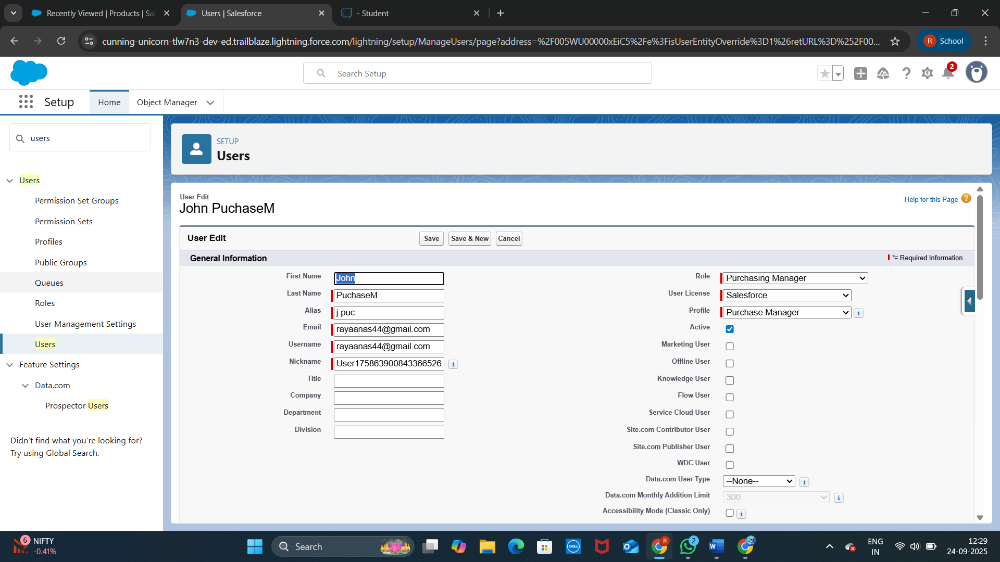 Recently Viewed | Products | Sa
Users | Salesforce
- Student
cunning-unicorn-tlw7n3-dev-ed.trailblaze.lightning.force.com/lightning/setup/ManageUsers/page?address=%2F005WU00000xEiC5%2Fe%3FisUserEntityOverride%3D1%26retURL%3D%252F00...
R School
Search Setup
2
Setup
Home
Object Manager
users
SETUP
Users
Users
Permission Set Groups
Permission Sets
Profiles
Public Groups
Queues
Roles
User Management Settings
Users
Feature Settings
Data.com
Prospector Users
Didn't find what you're looking for?
Try using Global Search.
User Edit
John PuchaseM
Help for this Page ?
User Edit
Save
Save & New
Cancel
General Information
*= Required Information
First Name John
Last Name PuchaseM
Alias j puc
Email rayaanas44@gmail.com
Username rayaanas44@gmail.com
Nickname User175863900843366526 i
Title
Company
Department
Division
Role Purchasing Manager
User License Salesforce
Profile Purchase Manager i
Active
Marketing User
Offline User
Knowledge User
Flow User
Service Cloud User
Site.com Contributor User
Site.com Publisher User
WDC User
Data.com User Type --None-- i
Data.com Monthly Addition Limit 300 i
Accessibility Mode (Classic Only) i
6
NIFTY
-0.41%
Search
DELL
R
2
W
ENG
IN
12:29
24-09-2025